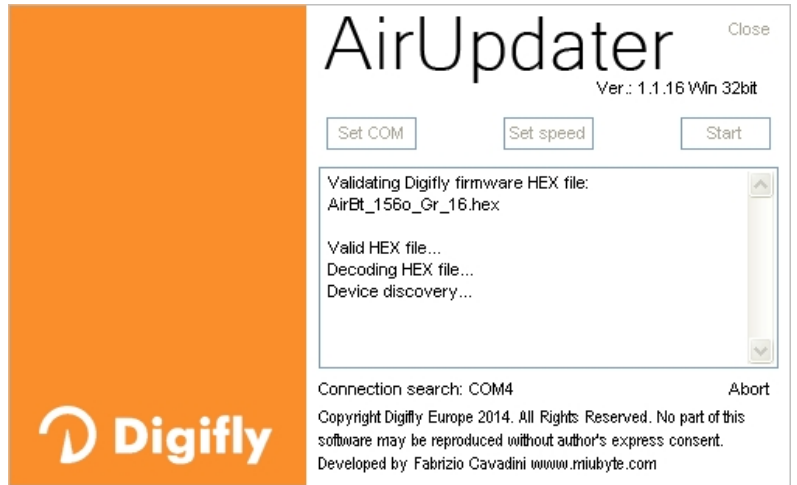 AirUpdater
Close
Ver.: 1.1.16 Win 32bit
Set COM
Set speed
Start
Validating Digifly firmware HEX file:
AirBt_156o_Gr_16.hex
Valid HEX file...
Decoding HEX file...
Device discovery...
Connection search: COM4
Abort
Copyright Digifly Europe 2014. All Rights Reserved. No part of this
software may be reproduced without author's express consent.
Developed by Fabrizio Cavadini www.miubyte.com
Digifly